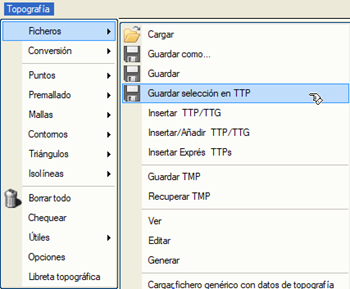 Topografía
Ficheros
Conversión
Puntos
Premallado
Mallas
Contornos
Triángulos
Isolíneas
Borrar todo
Chequear
Útiles
Opciones
Libreta topográfica
Cargar
Guardar como...
Guardar
Guardar selección en TTP
Insertar TTP/TTG
Insertar/Añadir TTP/TTG
Insertar Exprés TTPs
Guardar TMP
Recuperar TMP
Ver
Editar
Generar
Cargar fichero genérico con datos de topografía